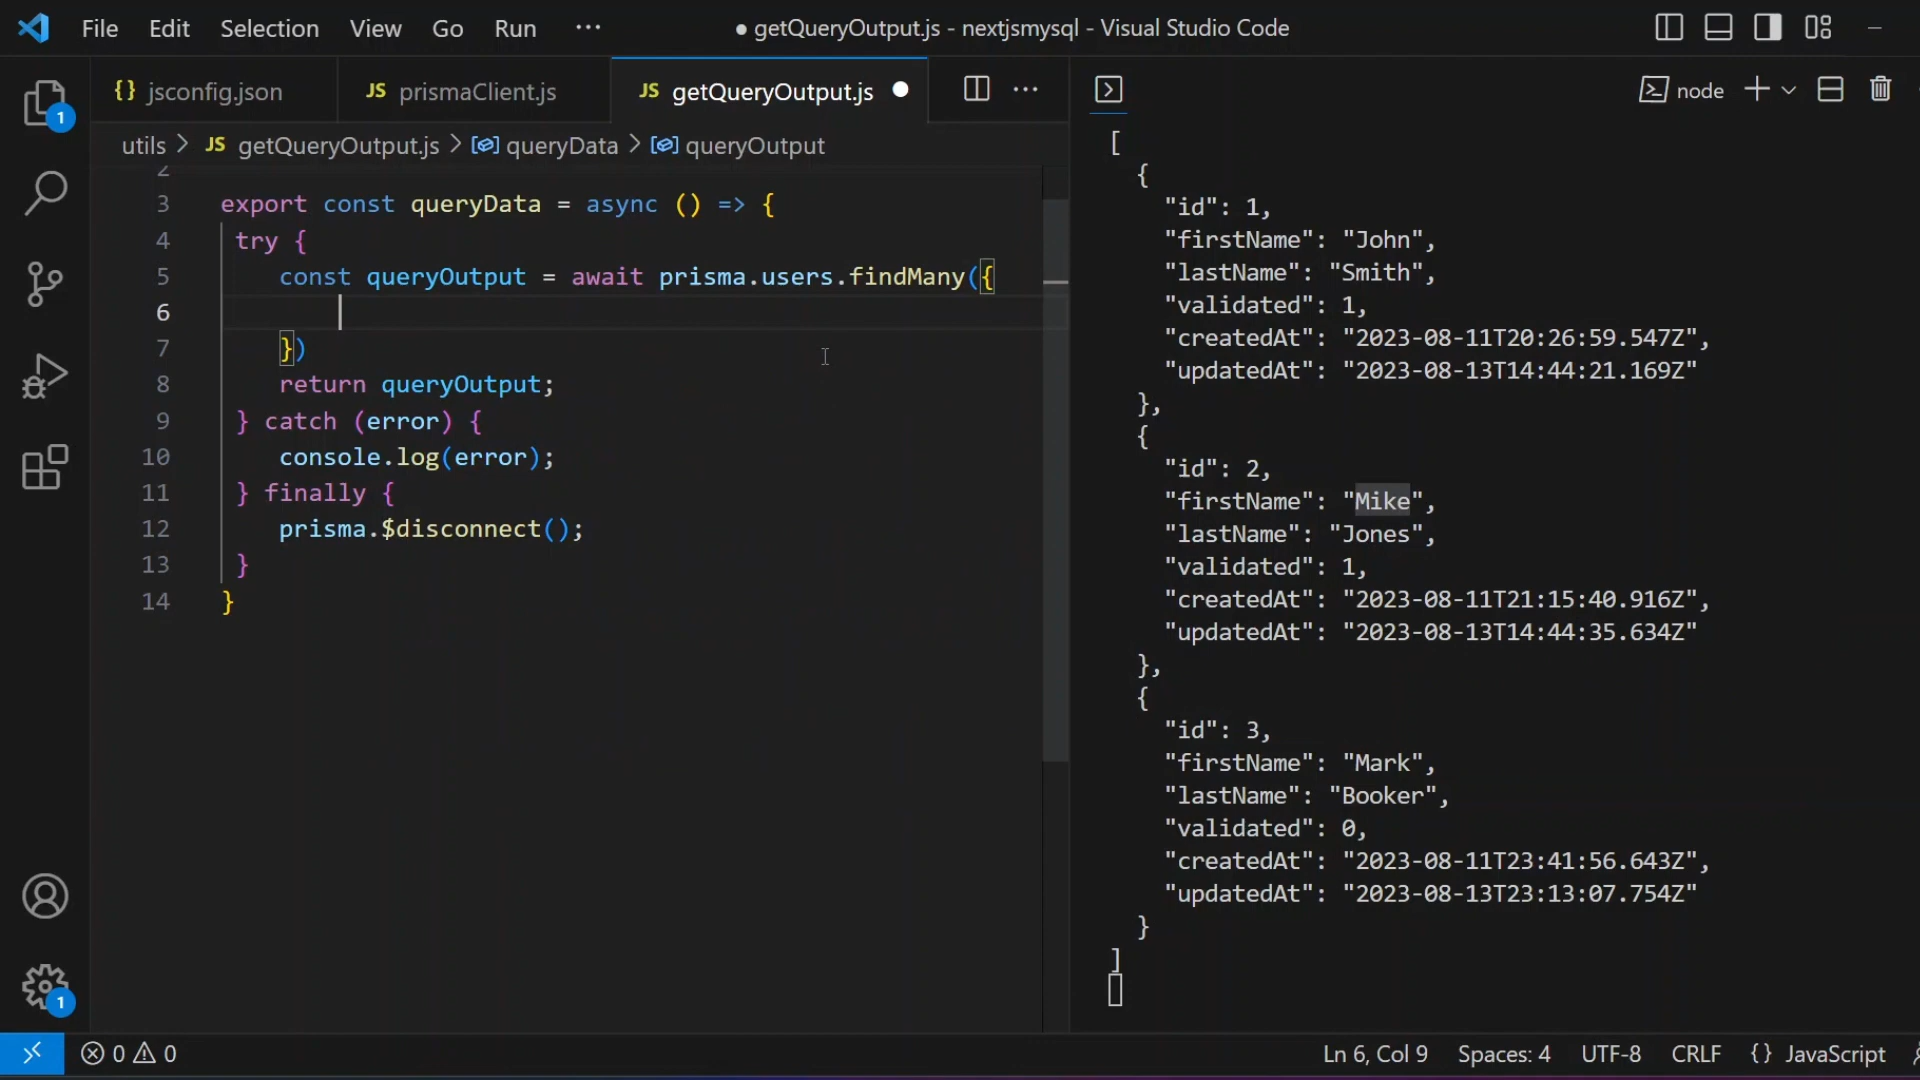 File Edit Selection View Go Run ··· ● getQueryOutput.js - nextjsmysql - Visual Studio Code
{} jsconfig.json JS prismaClient.js JS getQueryOutput.js ● ···
node
utils > JS getQueryOutput.js > queryData > queryOutput
2
3 export const queryData = async () => {
4 try {
5 const queryOutput = await prisma.users.findMany({
6
7 })
8 return queryOutput;
9 } catch (error) {
10 console.log(error);
11 } finally {
12 prisma.$disconnect();
13 }
14 }
[
{
"id": 1,
"firstName": "John",
"lastName": "Smith",
"validated": 1,
"createdAt": "2023-08-11T20:26:59.547Z",
"updatedAt": "2023-08-13T14:44:21.169Z"
},
{
"id": 2,
"firstName": "Mike",
"lastName": "Jones",
"validated": 1,
"createdAt": "2023-08-11T21:15:40.916Z",
"updatedAt": "2023-08-13T14:44:35.634Z"
},
{
"id": 3,
"firstName": "Mark",
"lastName": "Booker",
"validated": 0,
"createdAt": "2023-08-11T23:41:56.643Z",
"updatedAt": "2023-08-13T23:13:07.754Z"
}
]
1
1
0 0 Ln 6, Col 9 Spaces: 4 UTF-8 CRLF {} JavaScript